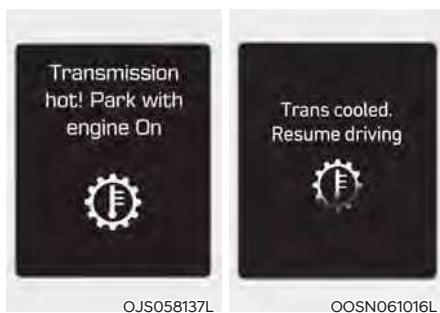 Transmission
hot! Park with
engine On
OJS058137L
Trans cooled.
Resume driving
OOSN061016L